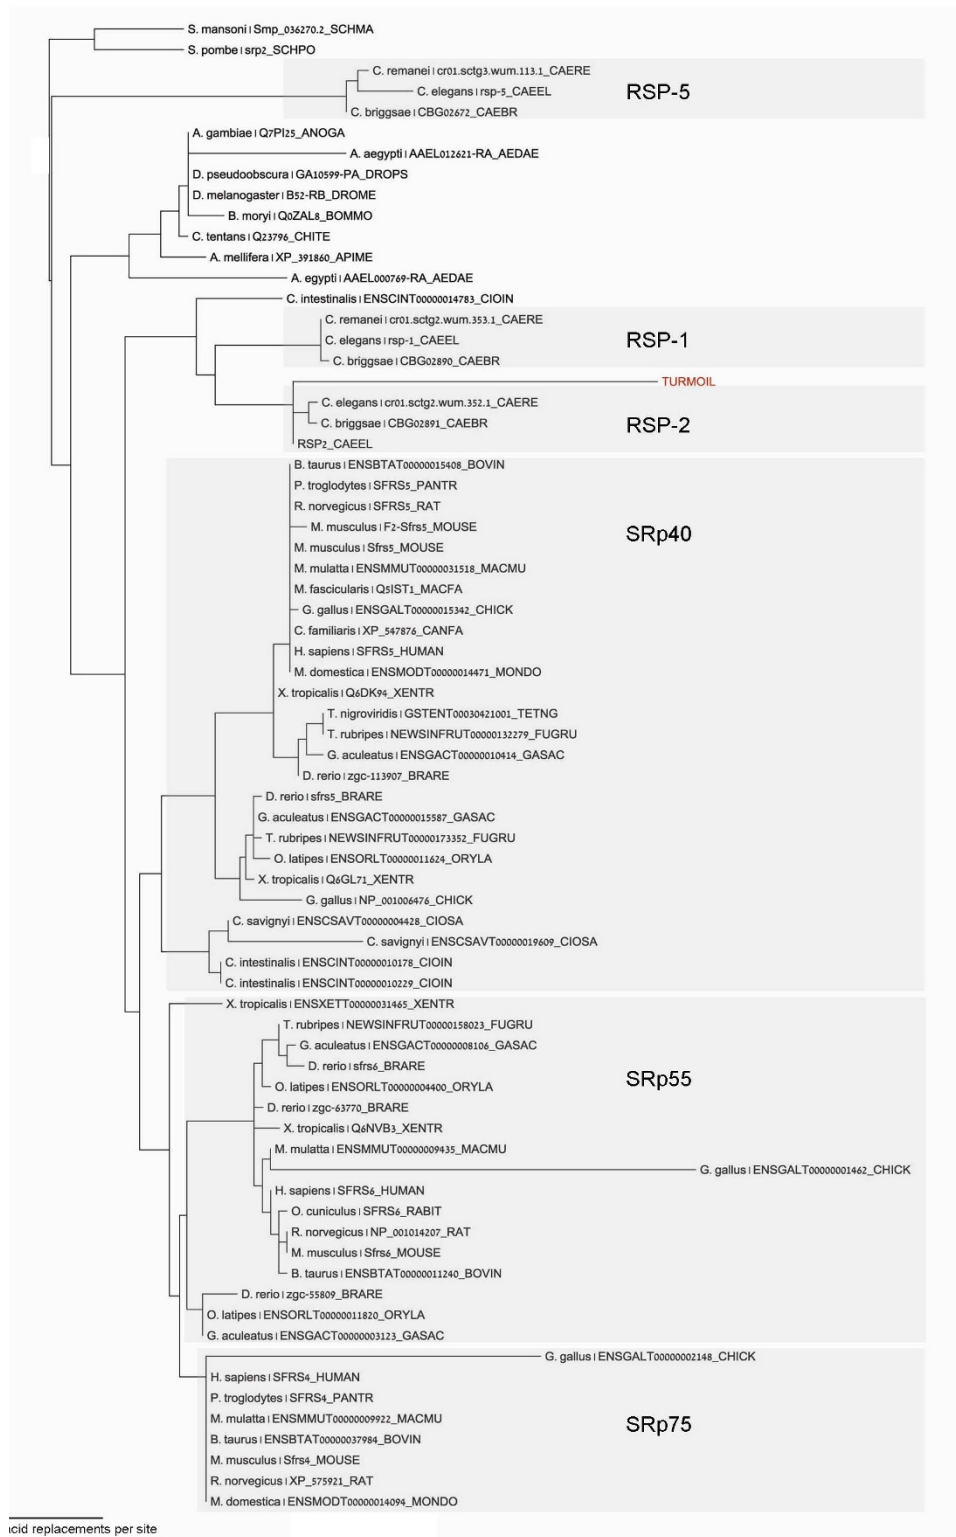 S. mansoni | Smp_036270.2_SCHMA
S. pombe | srp2_SCHPO
C. remanei | cr01.sctg3.wum.113.1_CAERE
C. elegans | rsp-5_CAEEL
RSP-5
C. briggsae | CBG02672_CAEBR
A. gambiae | Q7PI25_ANOGA
A. aegypti | AAEL012621-RA_AEDAE
D. pseudoobscura | GA10599-PA_DROPS
D. melanogaster | B52-RB_DROME
B. moryi | Q0ZAL8_BOMMO
C. tentans | Q23796_CHITE
A. mellifera | XP_391860_APIME
A. egypti | AAEL000769-RA_AEDAE
C. intestinalis | ENSCINT00000014783_CIOIN
C. remanei | cr01.sctg2.wum.353.1_CAERE
C. elegans | rsp-1_CAEEL
RSP-1
C. briggsae | CBG02890_CAEBR
TURMOIL
C. elegans | cr01.sctg2.wum.352.1_CAERE
C. briggsae | CBG02891_CAEBR
RSP-2
RSP2_CAEEL
B. taurus | ENSBTAT00000015408_BOVIN
P. troglodytes | SFRS5_PANTR
R. norvegicus | SFRS5_RAT
M. musculus | F2-Sfrs5_MOUSE
SRp40
M. musculus | Sfrs5_MOUSE
M. mulatta | ENSMMUT00000031518_MACMU
M. fascicularis | Q5IST1_MACFA
G. gallus | ENSGALT00000015342_CHICK
C. familiaris | XP_547876_CANFA
H. sapiens | SFRS5_HUMAN
M. domestica | ENSMODT00000014471_MONDO
X. tropicalis | Q6DK94_XENTR
T. nigroviridis | GSTENT00030421001_TETNG
T. rubripes | NEWSINFRUT00000132279_FUGRU
G. aculeatus | ENSGACT00000010414_GASAC
D. rerio | zgc-113907_BRARE
D. rerio | sfrs5_BRARE
G. aculeatus | ENSGACT00000015587_GASAC
T. rubripes | NEWSINFRUT00000173352_FUGRU
O. latipes | ENSORLT00000011624_ORYLA
X. tropicalis | Q6GL71_XENTR
G. gallus | NP_001006476_CHICK
C. savignyi | ENSCSAVT00000004428_CIOSA
C. savignyi | ENSCSAVT00000019609_CIOSA
C. intestinalis | ENSCINT00000010178_CIOIN
C. intestinalis | ENSCINT00000010229_CIOIN
X. tropicalis | ENSXETT00000031465_XENTR
T. rubripes | NEWSINFRUT00000158023_FUGRU
G. aculeatus | ENSGACT00000008106_GASAC
D. rerio | sfrs6_BRARE
SRp55
O. latipes | ENSORLT00000004400_ORYLA
D. rerio | zgc-63770_BRARE
X. tropicalis | Q6NVB3_XENTR
M. mulatta | ENSMMUT00000009435_MACMU
G. gallus | ENSGALT00000001462_CHICK
H. sapiens | SFRS6_HUMAN
O. cuniculus | SFRS6_RABIT
R. norvegicus | NP_001014207_RAT
M. musculus | Sfrs6_MOUSE
B. taurus | ENSBTAT00000011240_BOVIN
D. rerio | zgc-55809_BRARE
O. latipes | ENSORLT00000011820_ORYLA
G. aculeatus | ENSGACT00000003123_GASAC
G. gallus | ENSGALT00000002148_CHICK
H. sapiens | SFRS4_HUMAN
P. troglodytes | SFRS4_PANTR
M. mulatta | ENSMMUT00000009922_MACMU
SRp75
B. taurus | ENSBTAT00000037984_BOVIN
M. musculus | Sfrs4_MOUSE
R. norvegicus | XP_575921_RAT
M. domestica | ENSMODT00000014094_MONDO
cid replacements per site